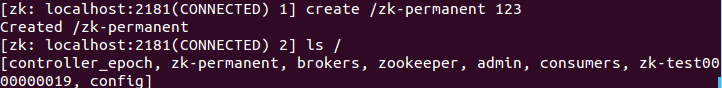 [zk: localhost:2181(CONNECTED) 1] create /zk-permanent 123
Created /zk-permanent
[zk: localhost:2181(CONNECTED) 2] ls /
[controller_epoch, zk-permanent, brokers, zookeeper, admin, consumers, zk-test00
00000019, config]